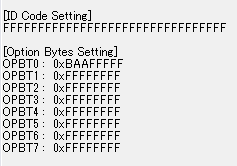 [ID Code Setting]
FFFFFFFFFFFFFFFFFFFFFFFFFFFFFFFF
[Option Bytes Setting]
OPBT0 : 0xBAAFFFFF
OPBT1 : 0xFFFFFFFF
OPBT2 : 0xFFFFFFFF
OPBT3 : 0xFFFFFFFF
OPBT4 : 0xFFFFFFFF
OPBT5 : 0xFFFFFFFF
OPBT6 : 0xFFFFFFFF
OPBT7 : 0xFFFFFFFF